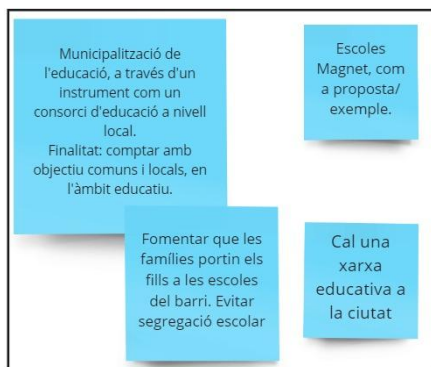 Municipalització de
l'educació, a través d'un
instrument com un
consorci d'educació a nivell
local.
Finalitat: comptar amb
objectiu comuns i locals, en
l'àmbit educatiu.
Escoles
Magnet, com
a proposta/
exemple.
Fomentar que les
famílies portin els
fills a les escoles
del barri. Evitar
segregació escolar
Cal una
xarxa
educativa a
la ciutat